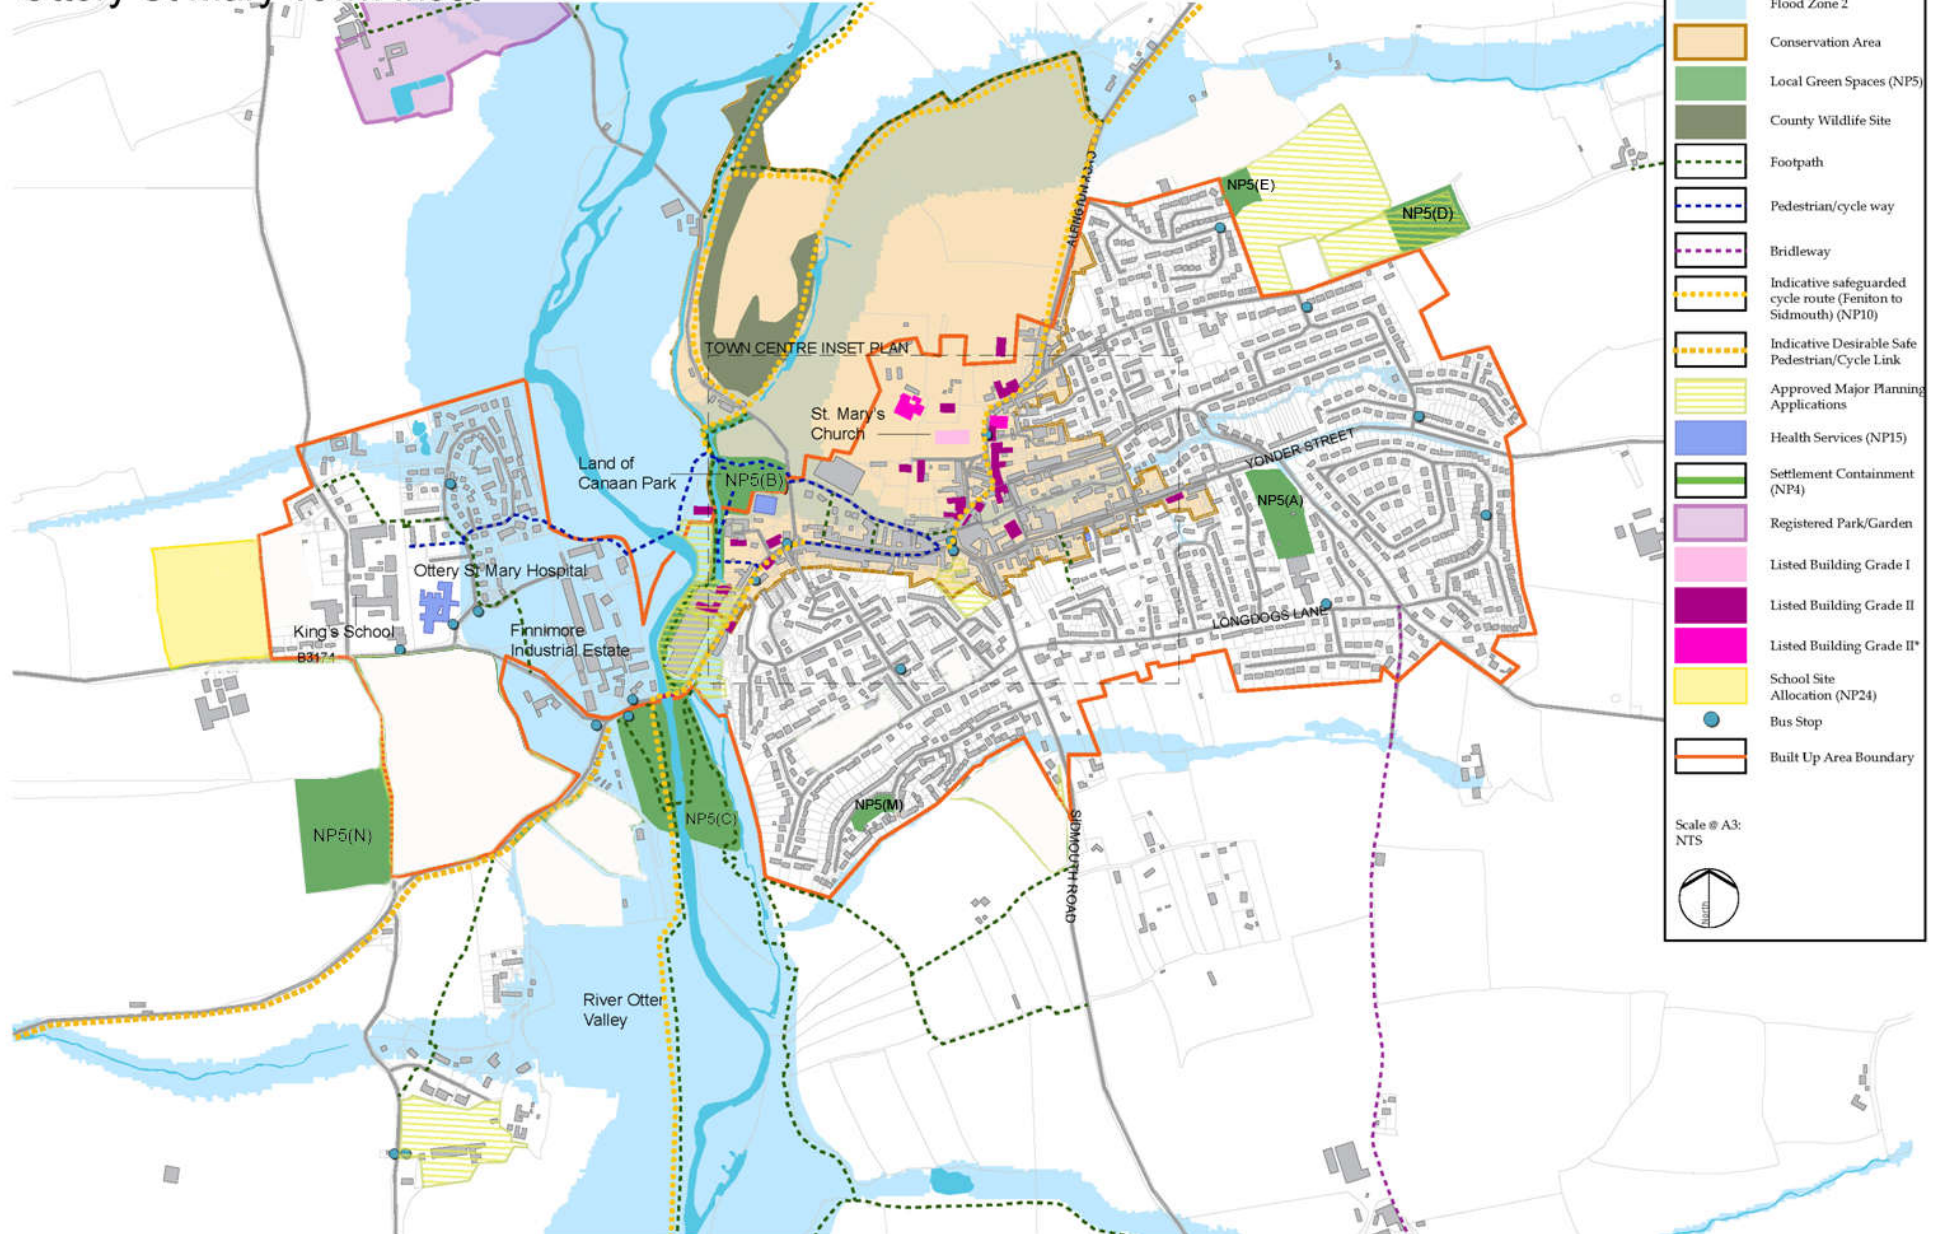 Flood Zone 2
Conservation Area
Local Green Spaces (NP5)
County Wildlife Site
Footpath
Pedestrian/cycle way
Bridleway
Indicative safeguarded
cycle route (Feniton to
Sidmouth) (NP10)
Indicative Desirable Safe
Pedestrian/Cycle Link
Approved Major Planning
Applications
Health Services (NP15)
Settlement Containment
(NP4)
Registered Park/Garden
Listed Building Grade I
Listed Building Grade II
Listed Building Grade II*
School Site
Allocation (NP24)
Bus Stop
Built Up Area Boundary
Scale @ A3:
NTS
North
ALFINGTON ROAD
NP5(E)
NP5(D)
TOWN CENTRE INSET PLAN
St. Mary's
Church
YONDER STREET
Land of
Canaan Park
NP5(B)
NP5(A)
Ottery St Mary Hospital
King's School
B3174
Finnimore
Industrial Estate
LONGDOGS LANE
NP5(M)
NP5(C)
NP5(N)
SIDMOUTH ROAD
River Otter
Valley